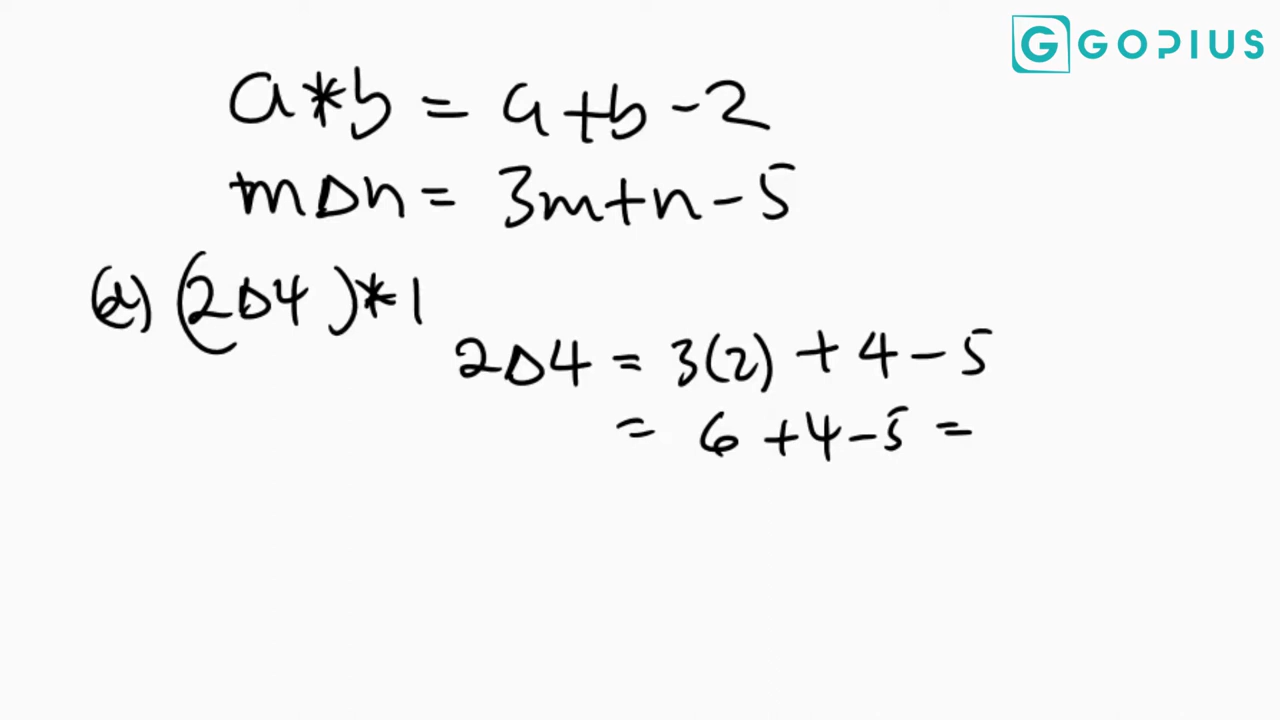 GOPIUS
a*b = a+b-2
mΔn = 3m+n-5
(a) (2Δ4)*1
2Δ4 = 3(2) + 4 - 5
= 6 + 4 - 5 =